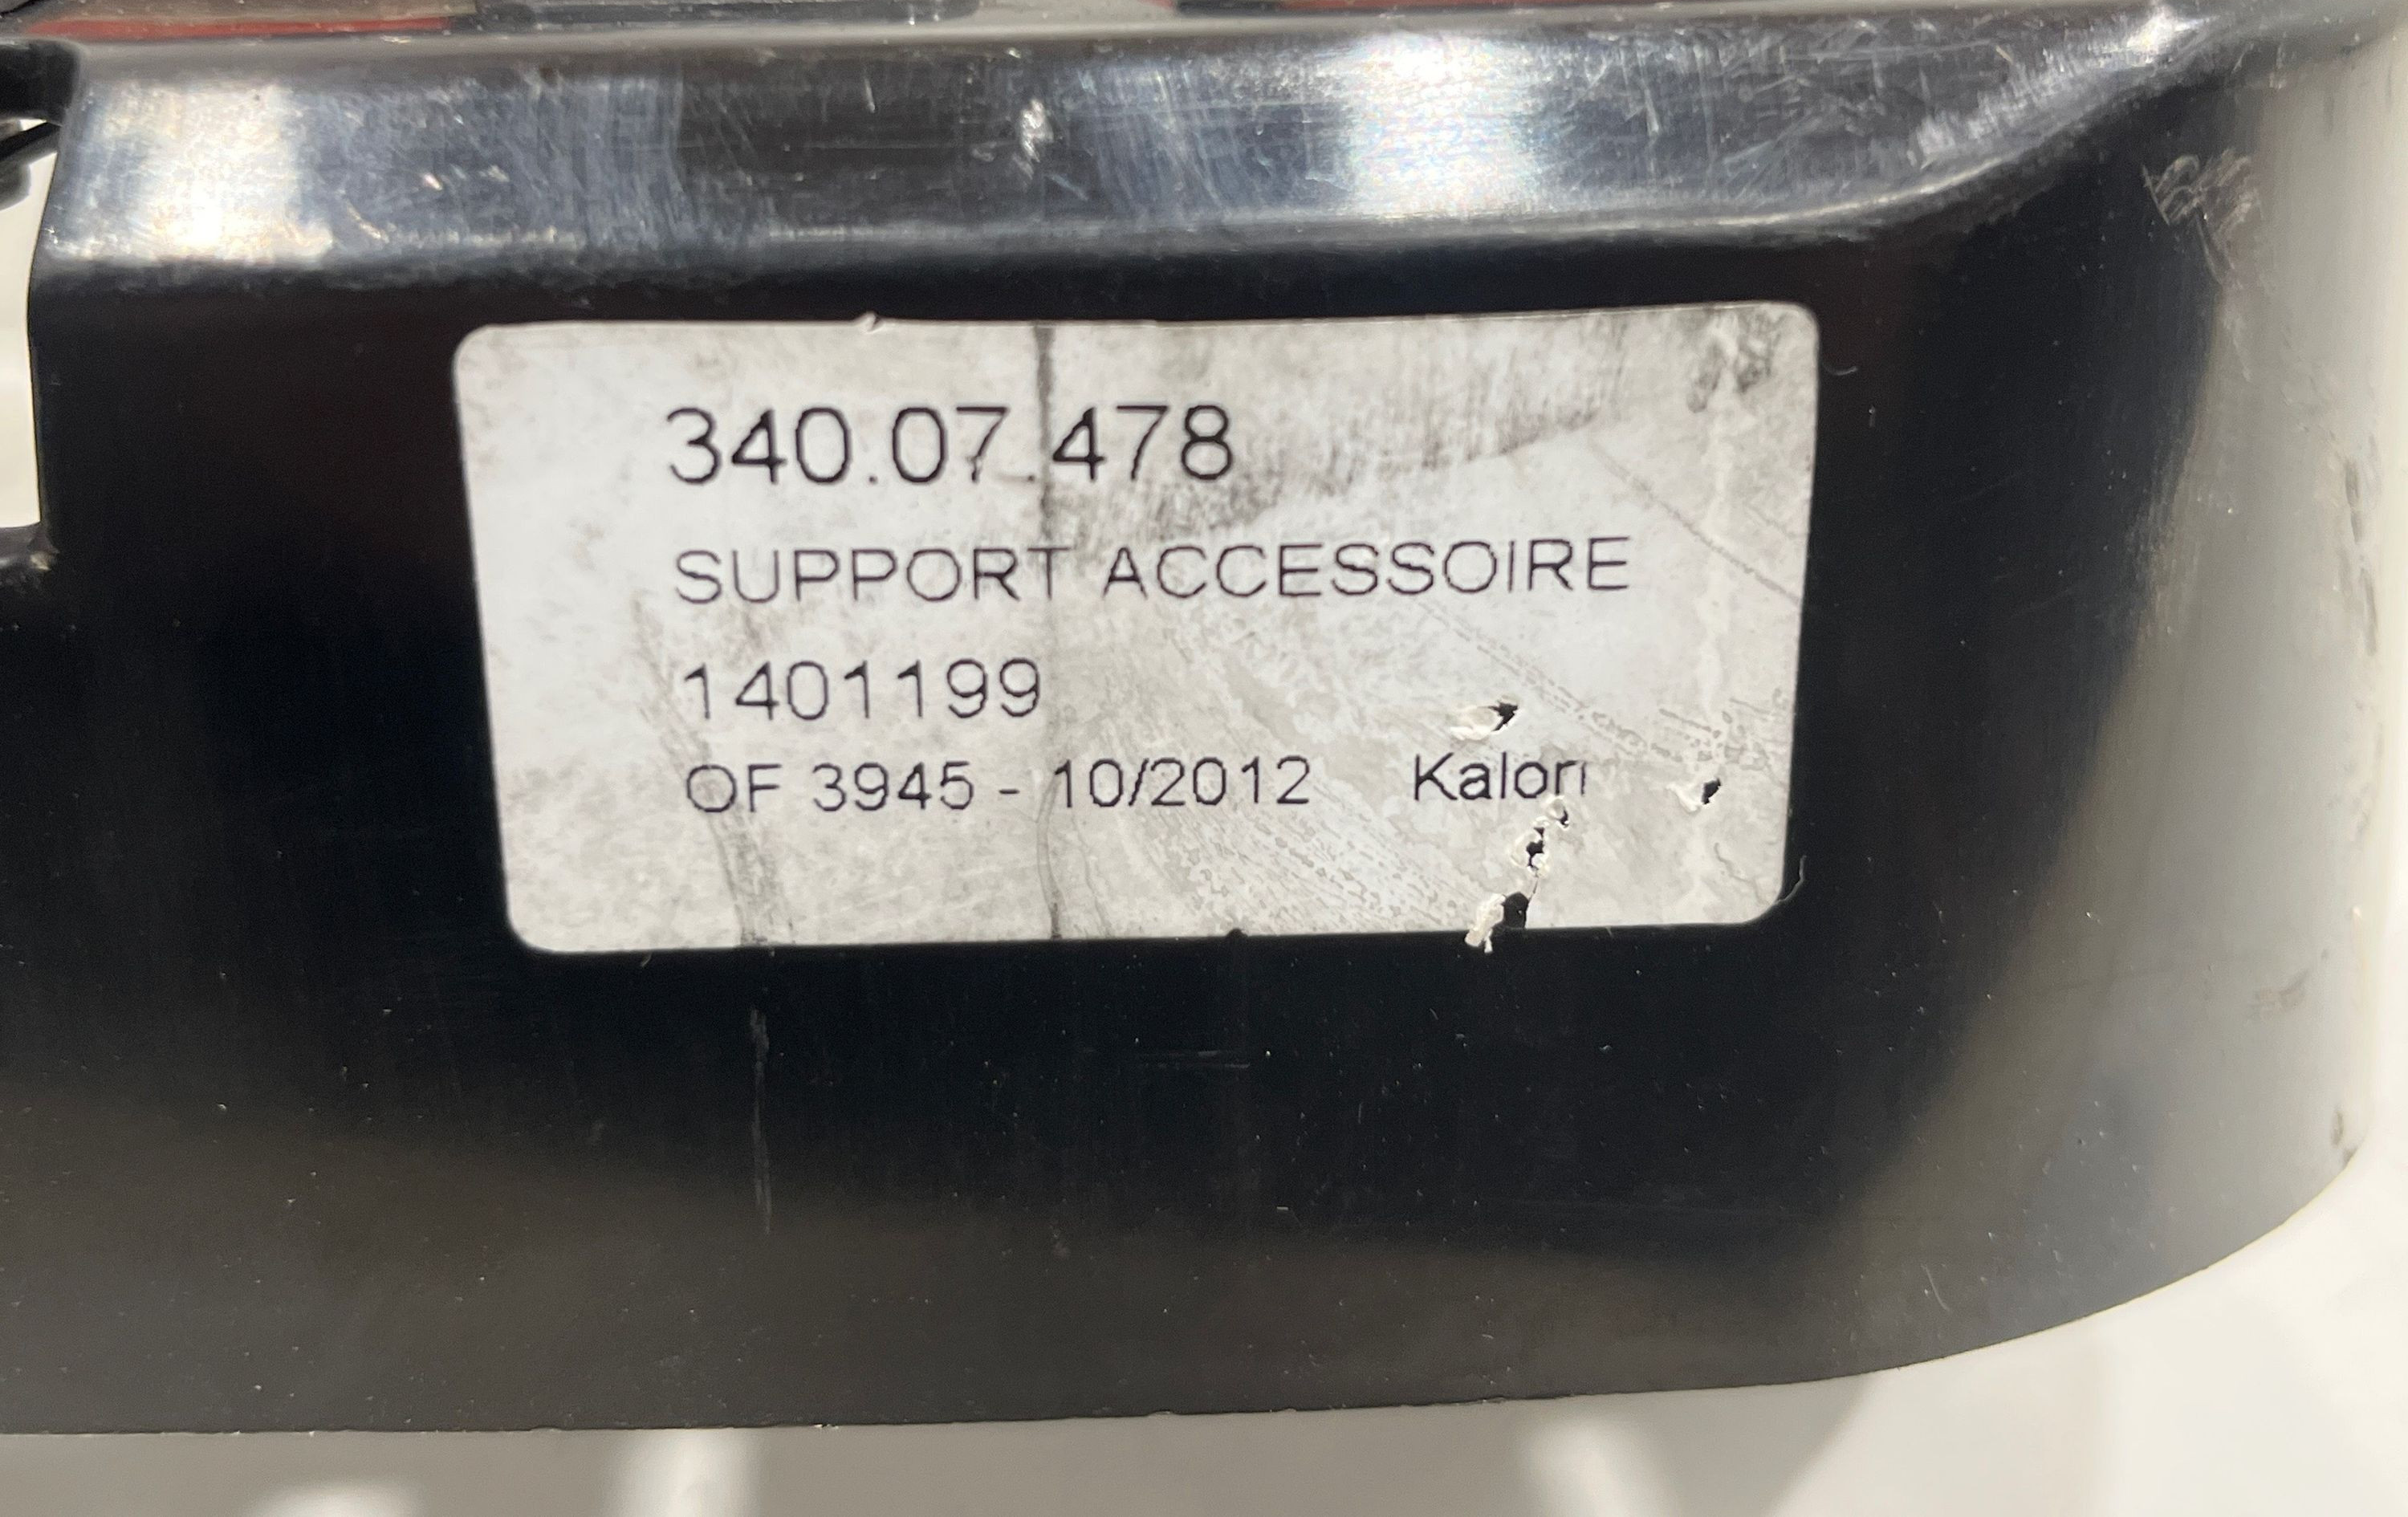 340.07.478
SUPPORT ACCESSOIRE
1401199
OF 3945 - 10/2012 Kalori